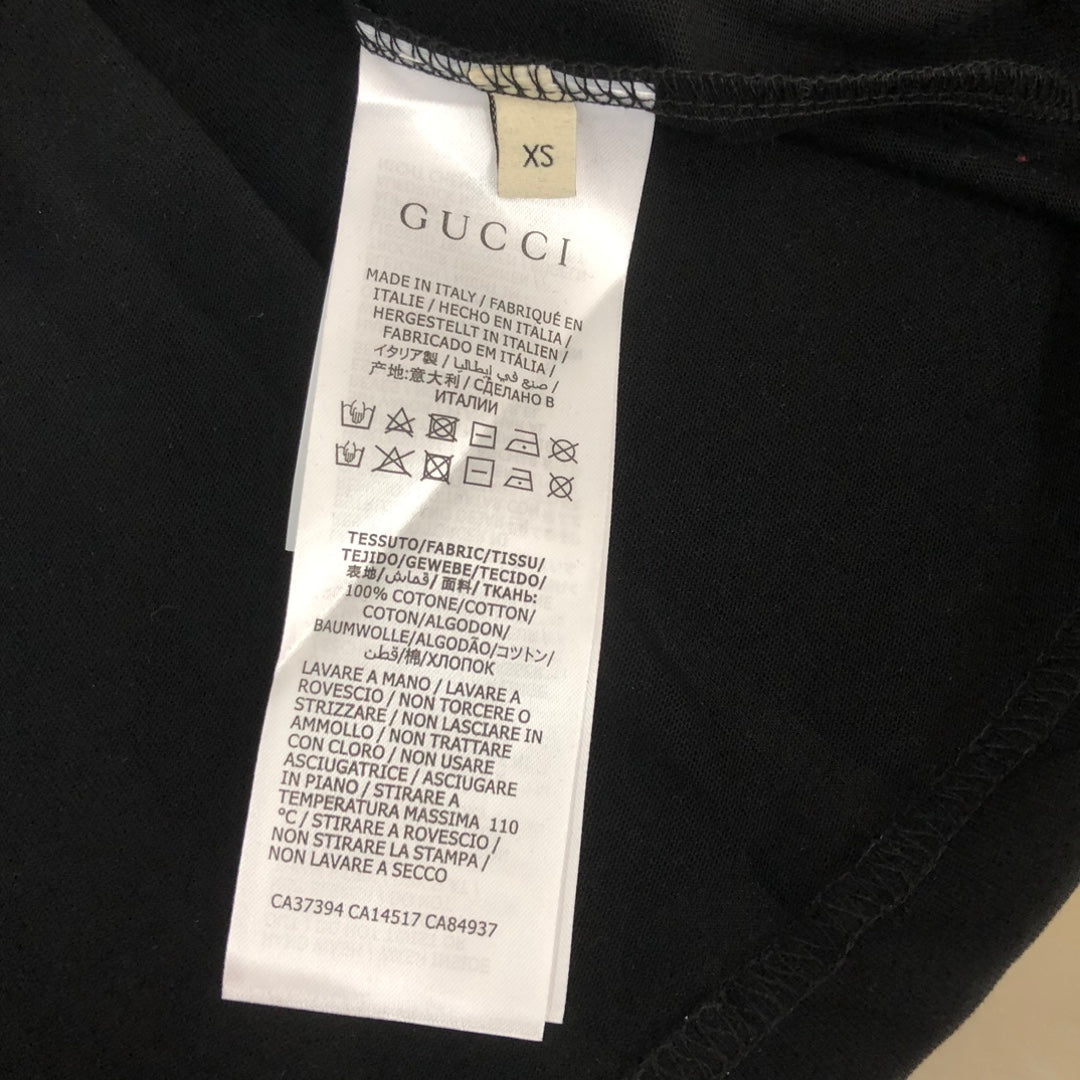 XS
GUCCI
MADE IN ITALY / FABRIQUÉ EN
ITALIE / HECHO EN ITALIA /
HERGESTELLT IN ITALIEN /
FABRICADO EM ITÁLIA /
イタリア製 / صنع في إيطاليا /
产地:意大利 / СДЕЛАНО В
ИТАЛИИ
TESSUTO/FABRIC/TISSU/
TEJIDO/GEWEBE/TECIDO/
表地/قماش/面料/ТКАНЬ:
100% COTONE/COTTON/
COTON/ALGODON/
BAUMWOLLE/ALGODÃO/コットン/
قطن/棉/ХЛОПОК
LAVARE A MANO / LAVARE A
ROVESCIO / NON TORCERE O
STRIZZARE / NON LASCIARE IN
AMMOLLO / NON TRATTARE
CON CLORO / NON USARE
ASCIUGATRICE / ASCIUGARE
IN PIANO / STIRARE A
TEMPERATURA MASSIMA 110
°C / STIRARE A ROVESCIO /
NON STIRARE LA STAMPA /
NON LAVARE A SECCO
CA37394 CA14517 CA84937